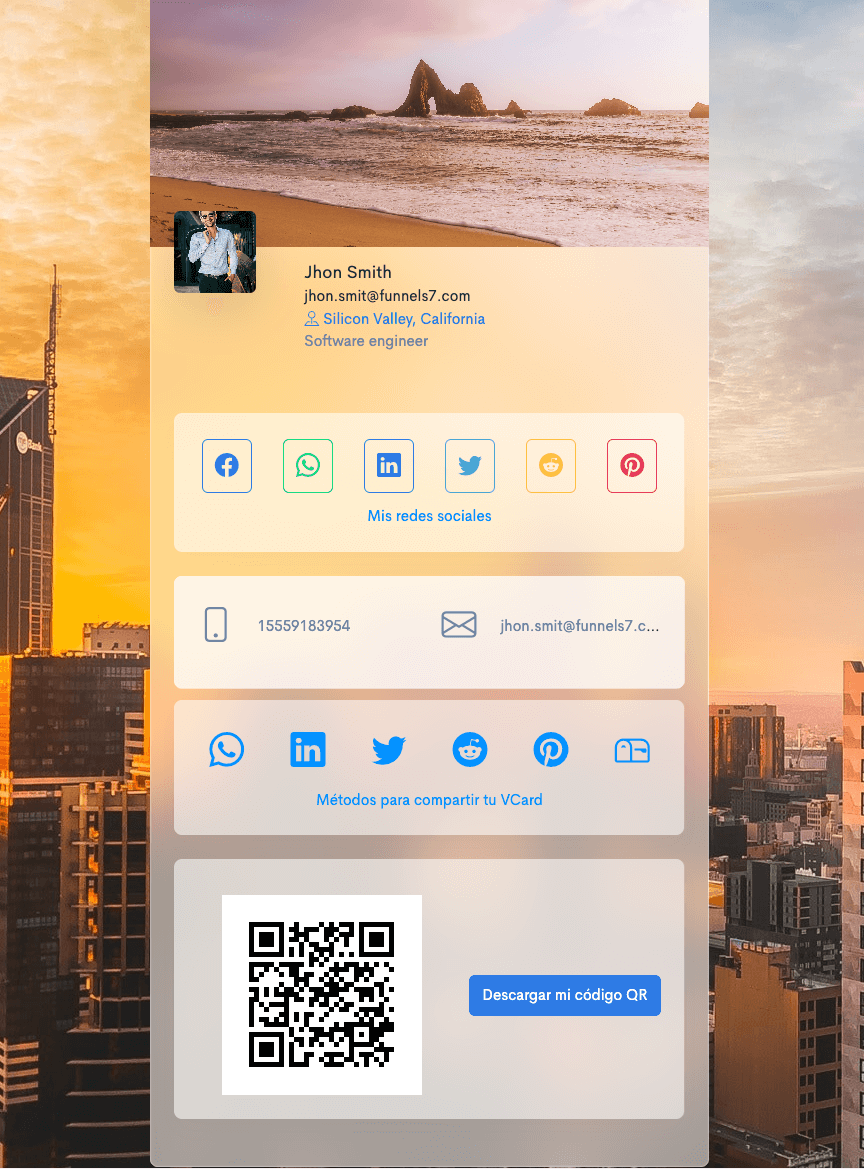 Jhon Smith
jhon.smit@funnels7.com
Silicon Valley, California
Software engineer
Mis redes sociales
15559183954
jhon.smit@funnels7.c...
Métodos para compartir tu VCard
Descargar mi código QR
Bank